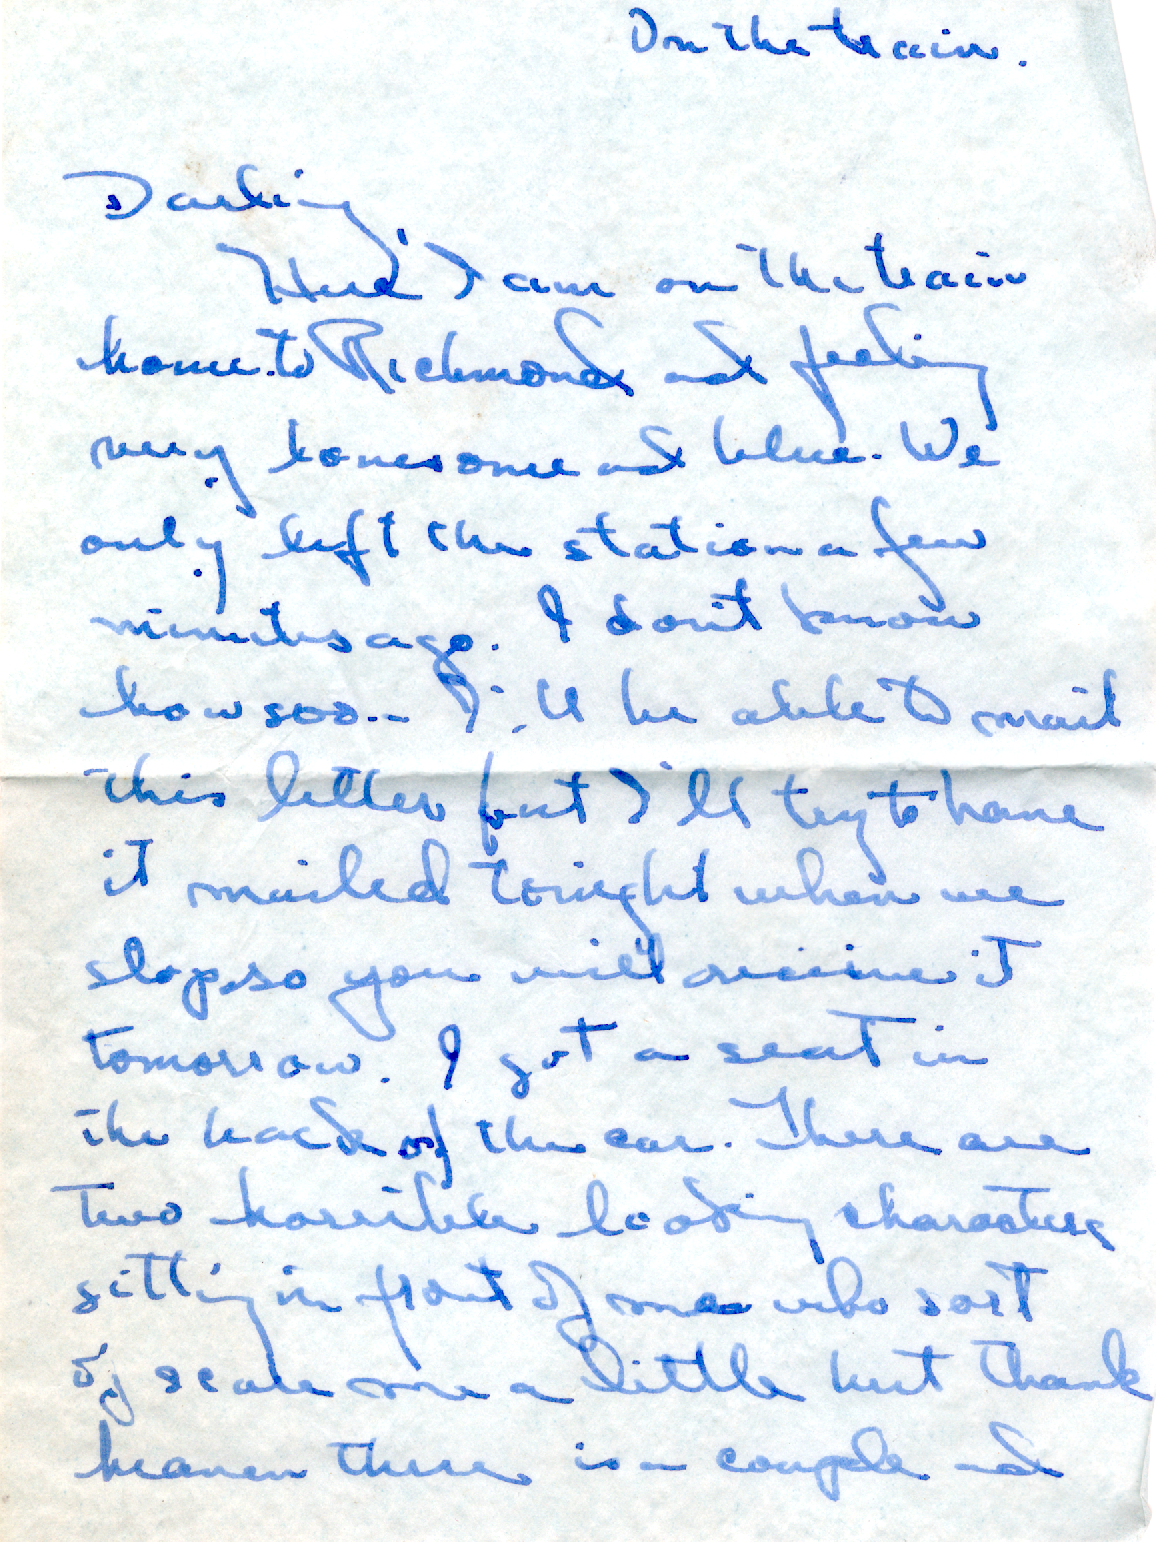 On the train.
Darling,
Here I am on the train
home to Richmond and feeling
very lonesome and blue. We
only left the station a few
minutes ago. I don't know
how soon I'll be able to mail
this letter but I'll try to have
it mailed tonight when we
stop, so you will receive it
tomorrow. I got a seat in
the back of the car. There are
two horrible looking characters
sitting in front of me who sort
of scare me a little but thank
heaven there is a couple and